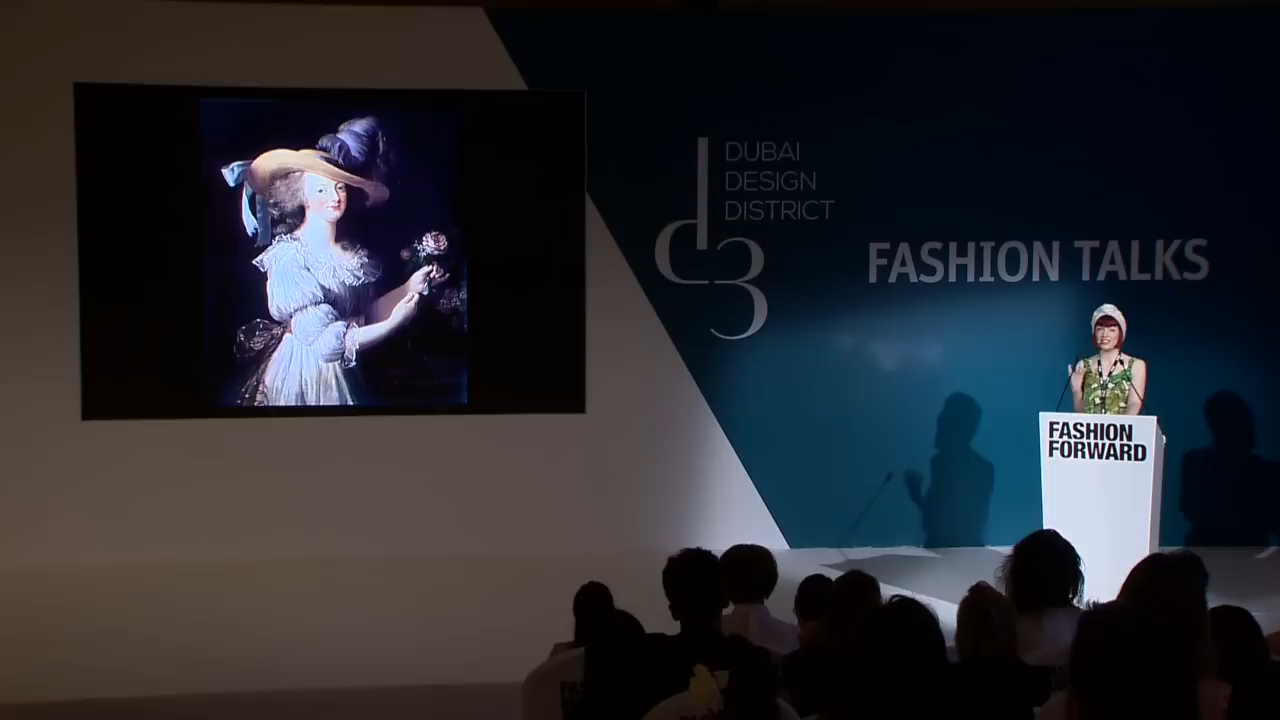 DUBAI
DESIGN
DISTRICT
d3
FASHION TALKS
FASHION
FORWARD